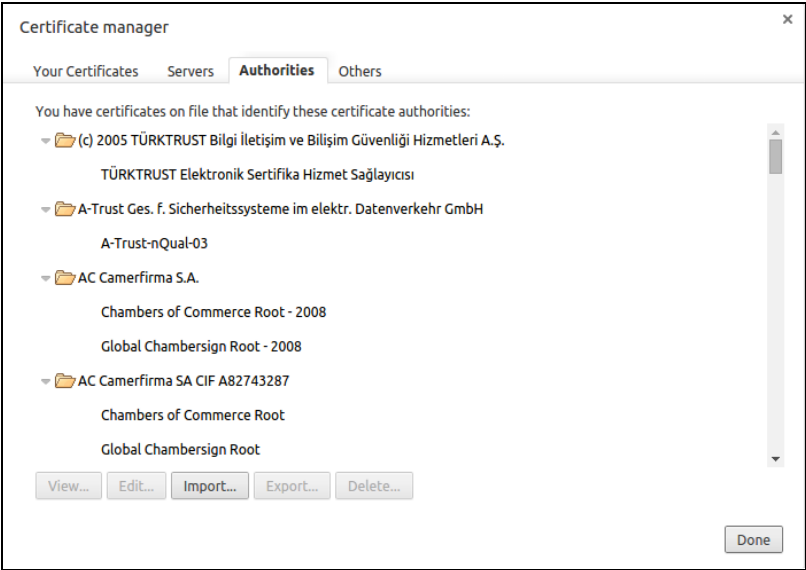 Certificate manager
Your Certificates Servers Authorities Others
You have certificates on file that identify these certificate authorities:
(c) 2005 TÜRKTRUST Bilgi İletişim ve Bilişim Güvenliği Hizmetleri A.Ş.
TÜRKTRUST Elektronik Sertifika Hizmet Sağlayıcısı
A-Trust Ges. f. Sicherheitssysteme im elektr. Datenverkehr GmbH
A-Trust-nQual-03
AC Camerfirma S.A.
Chambers of Commerce Root - 2008
Global Chambersign Root - 2008
AC Camerfirma SA CIF A82743287
Chambers of Commerce Root
Global Chambersign Root
View... Edit... Import... Export... Delete...
Done